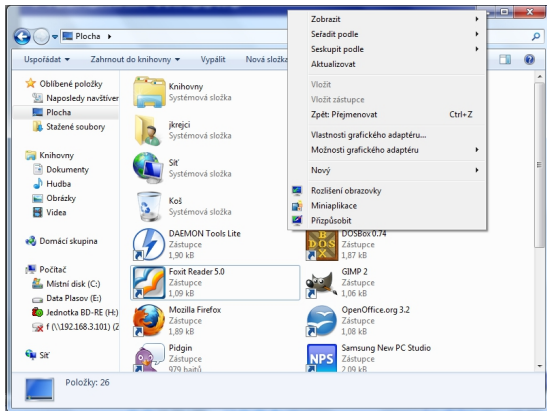 Plocha
Uspořádat
Zahrnout do knihovny
Vypálit
Nová složka
Oblíbené položky
Naposledy navštíver
Plocha
Stažené soubory
Knihovny
Dokumenty
Hudba
Obrázky
Videa
Domácí skupina
Počítač
Místní disk (C:)
Data Plasov (E:)
Jednotka BD-RE (H:)
f (\\192.168.3.101) (Z
Síť
Knihovny
Systémová složka
jkrejci
Systémová složka
Síť
Systémová složka
Koš
Systémová složka
DAEMON Tools Lite
Zástupce
1,90 kB
Foxit Reader 5.0
Zástupce
1,09 kB
Mozilla Firefox
Zástupce
1,89 kB
Pidgin
Zástupce
979 bajtů
DOSBox 0.74
Zástupce
1,87 kB
GIMP 2
Zástupce
1,06 kB
OpenOffice.org 3.2
Zástupce
1,08 kB
Samsung New PC Studio
Zástupce
2,09 kB
Zobrazit
Seřadit podle
Seskupit podle
Aktualizovat
Vložit
Vložit zástupce
Zpět: Přejmenovat Ctrl+Z
Vlastnosti grafického adaptéru...
Možnosti grafického adaptéru
Nový
Rozlišení obrazovky
Miniaplikace
Přizpůsobit
Položky: 26